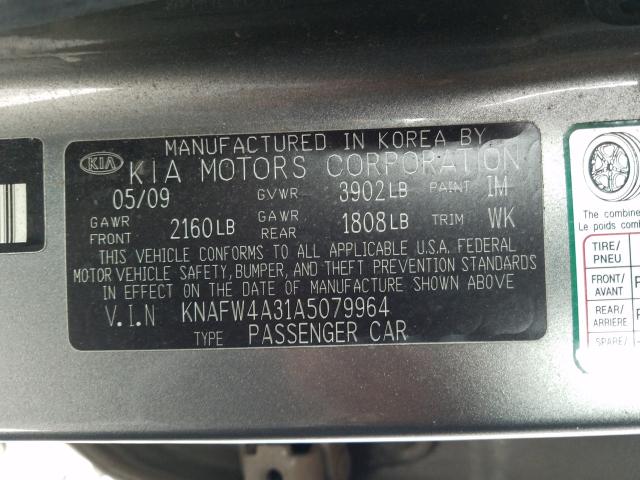 MANUFACTURED IN KOREA BY
KIA KIA MOTORS CORPORATION
05/09 GVWR 3902LB PAINT IM
GAWR FRONT 2160LB GAWR REAR 1808LB TRIM WK
THIS VEHICLE CONFORMS TO ALL APPLICABLE U.S.A. FEDERAL
MOTOR VEHICLE SAFETY, BUMPER, AND THEFT PREVENTION STANDARDS
IN EFFECT ON THE DATE OF MANUFACTURE SHOWN ABOVE
V.I.N KNAFW4A31A5079964
TYPE PASSENGER CAR
The combine
Le poids com
TIRE/
PNEU
FRONT/
AVANT
REAR/
ARRIÈRE
SPARE/